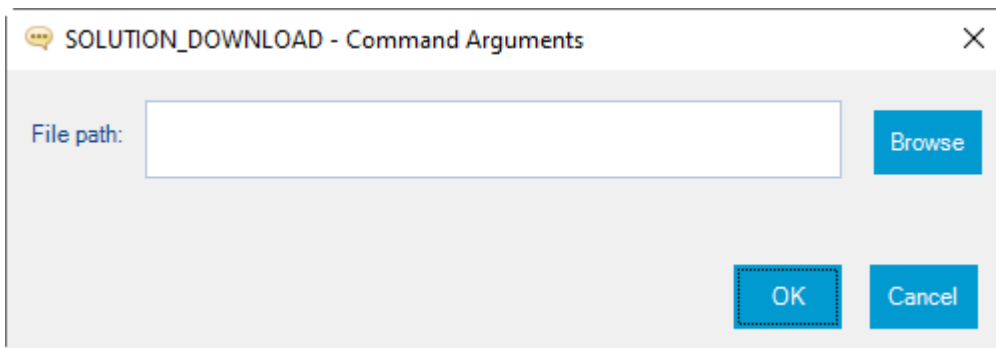 SOLUTION_DOWNLOAD - Command Arguments
File path:
Browse
OK
Cancel